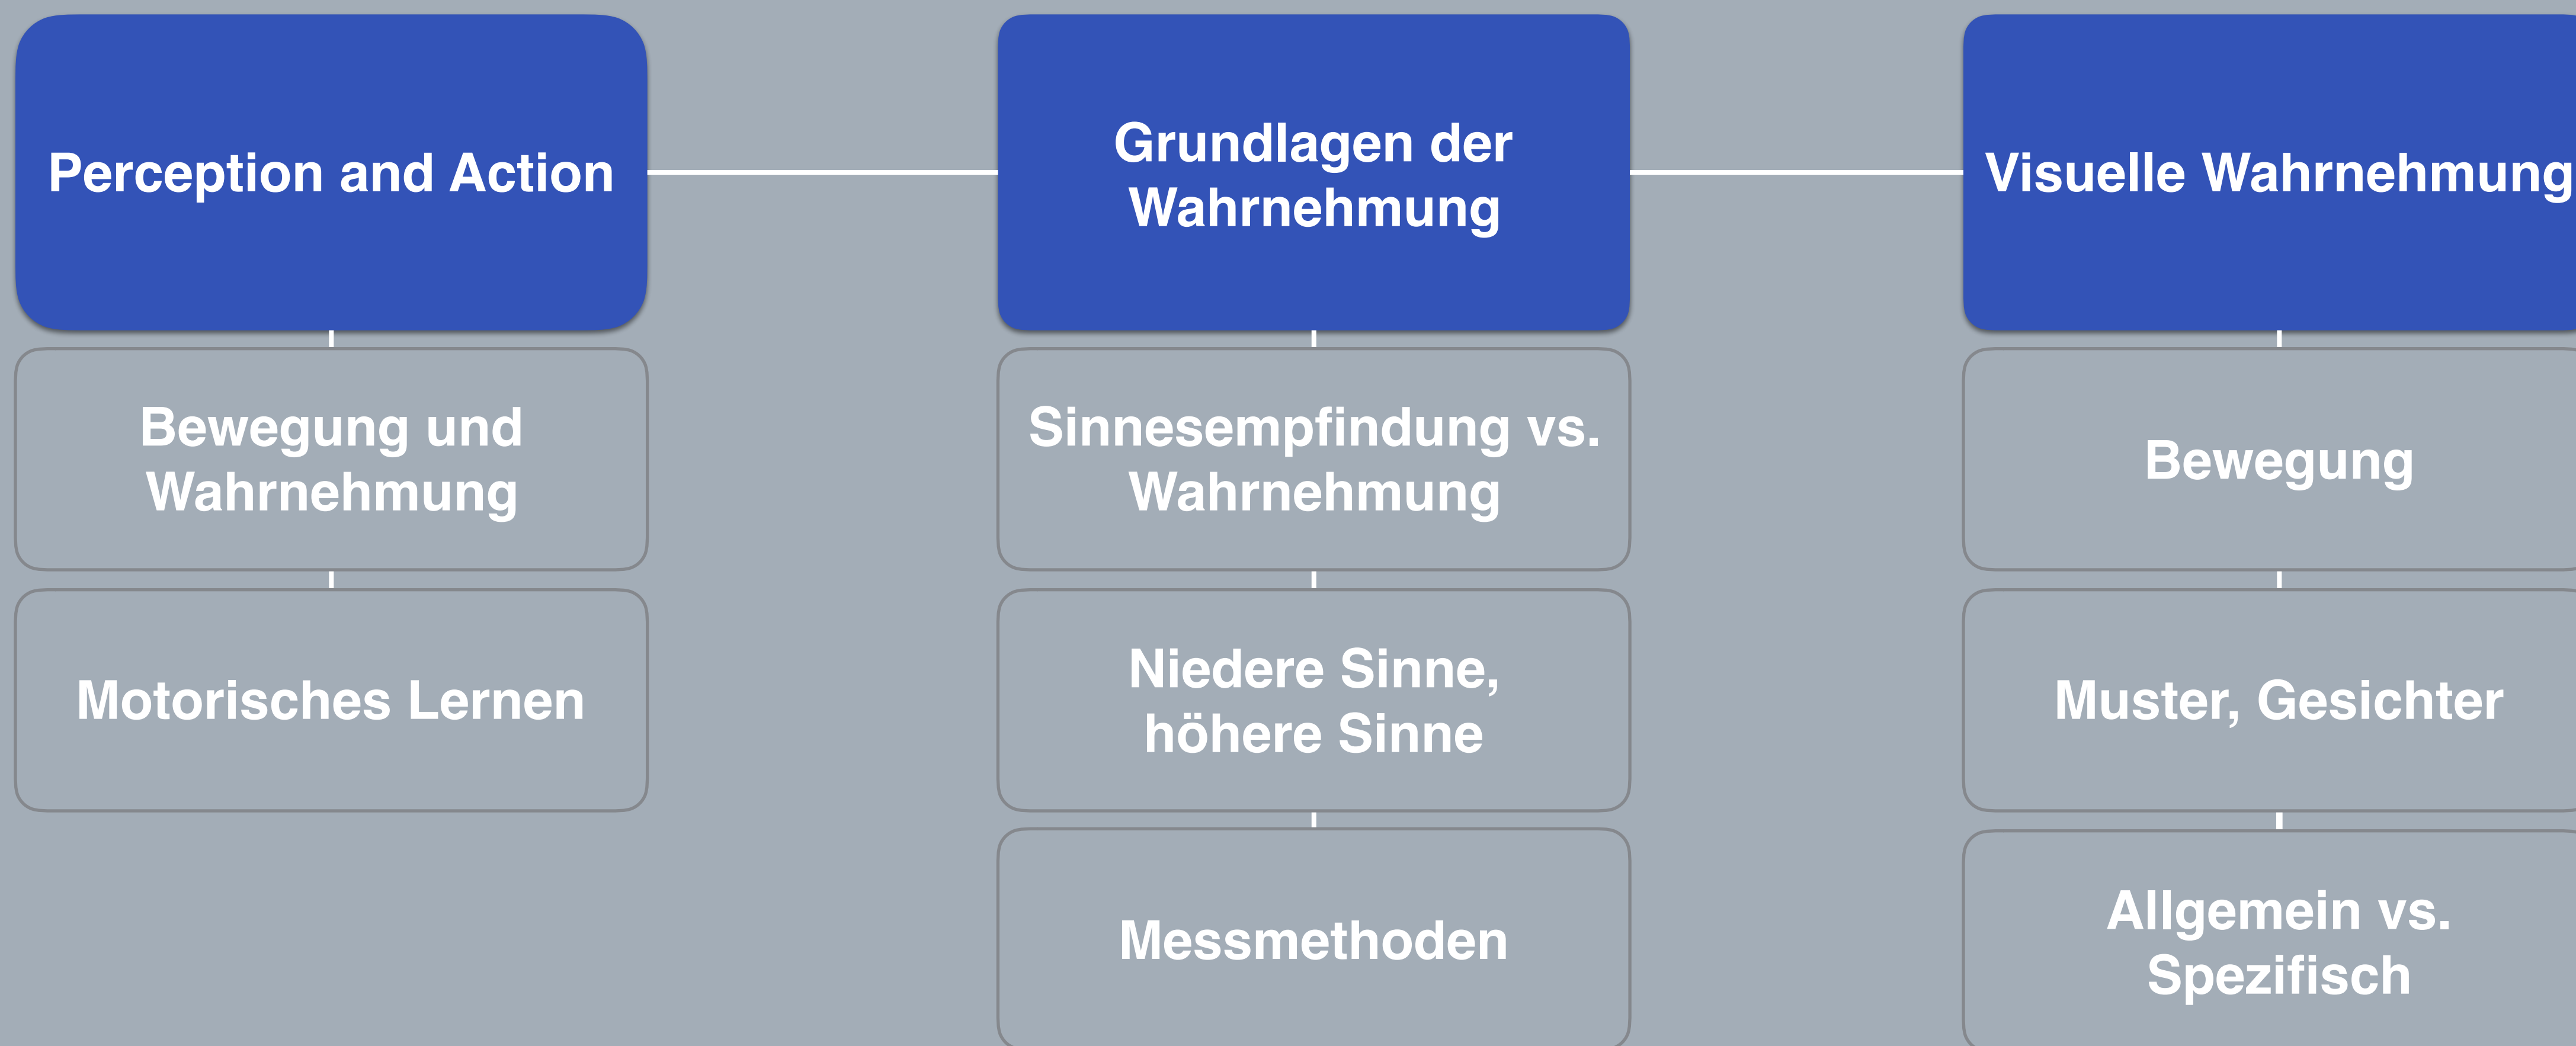 Perception and Action
Bewegung und
Wahrnehmung
Motorisches Lernen
Grundlagen der
Wahrnehmung
Sinnesempfindung vs.
Wahrnehmung
Niedere Sinne,
höhere Sinne
Messmethoden
Visuelle Wahrnehmung
Bewegung
Muster, Gesichter
Allgemein vs.
Spezifisch